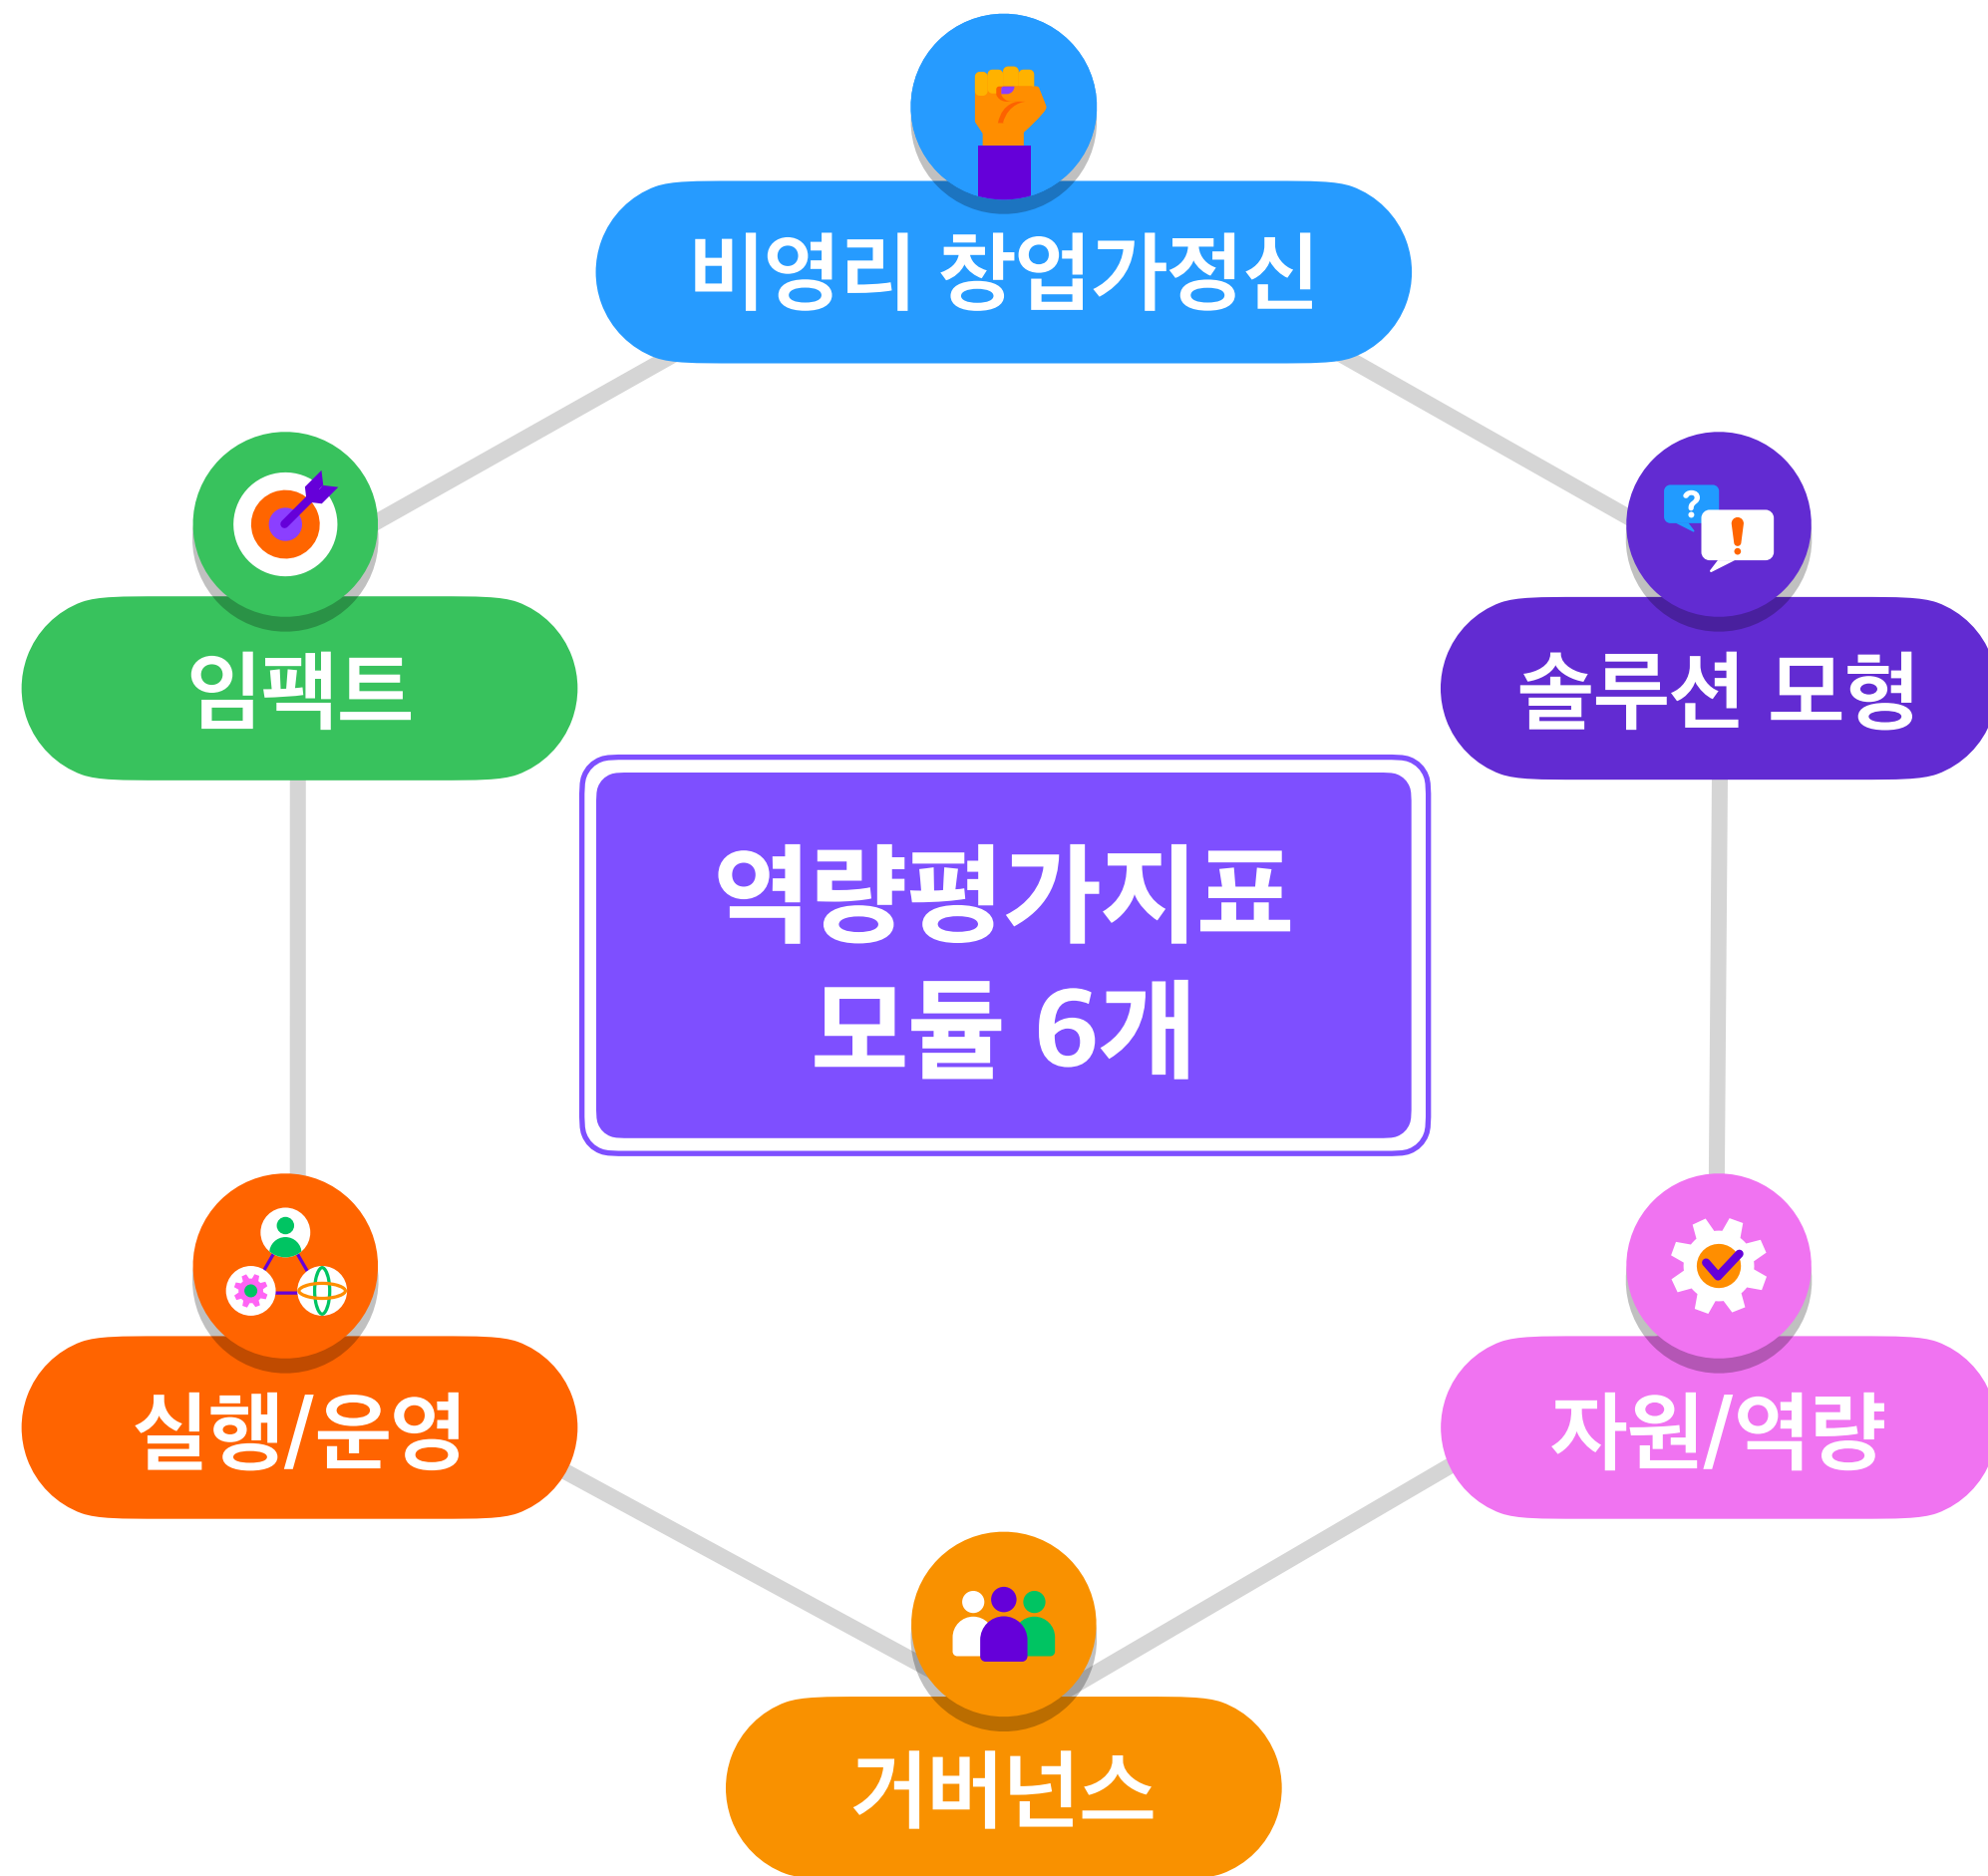 비영리 창업가정신
임팩트
솔루션 모형
역량평가지표
모듈 6개
실행/운영
자원/역량
거버넌스